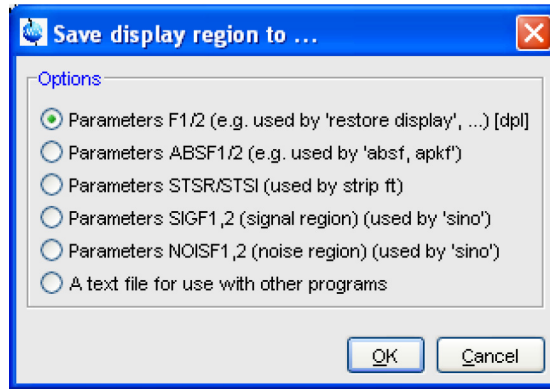 Save display region to ...
Options
Parameters F1/2 (e.g. used by 'restore display', ...) [dpl]
Parameters ABSF1/2 (e.g. used by 'absf, apkf')
Parameters STSR/STSI (used by strip ft)
Parameters SIGF1,2 (signal region) (used by 'sino')
Parameters NOISF1,2 (noise region) (used by 'sino')
A text file for use with other programs
OK Cancel